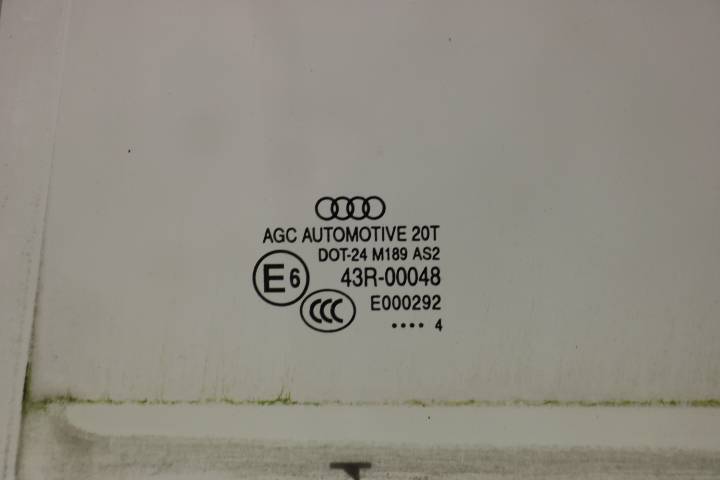 AGC AUTOMOTIVE 20T
DOT-24 M189 AS2
E6 43R-00048
CCC E000292
•••• 4